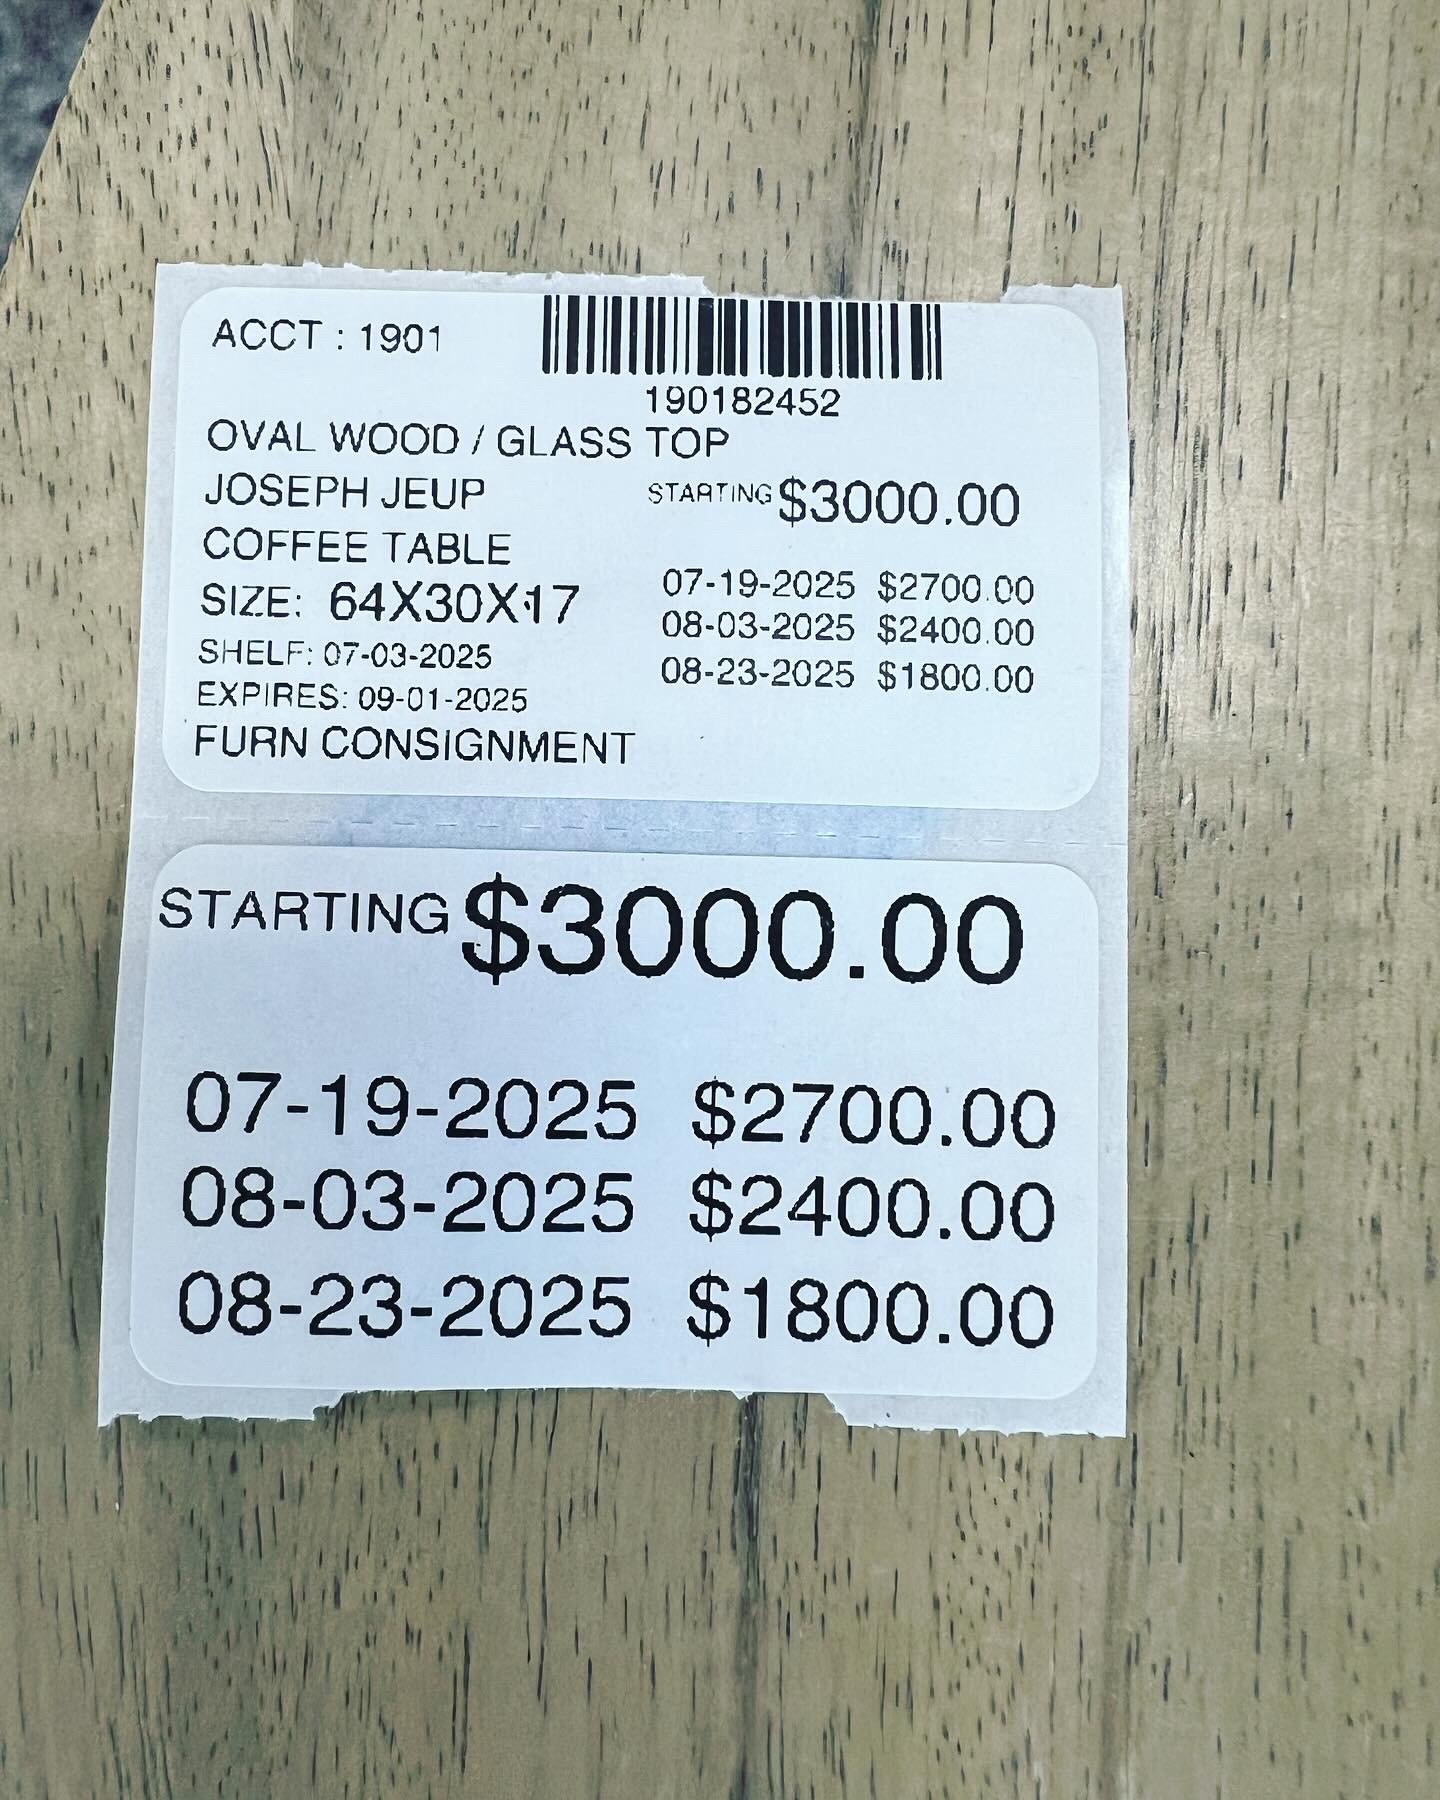 ACCT : 1901
190182452
OVAL WOOD / GLASS TOP
JOSEPH JEUP
COFFEE TABLE
SIZE: 64X30X17
SHELF: 07-03-2025
EXPIRES: 09-01-2025
FURN CONSIGNMENT
STARTING $3000.00
07-19-2025 $2700.00
08-03-2025 $2400.00
08-23-2025 $1800.00
STARTING $3000.00
07-19-2025 $2700.00
08-03-2025 $2400.00
08-23-2025 $1800.00